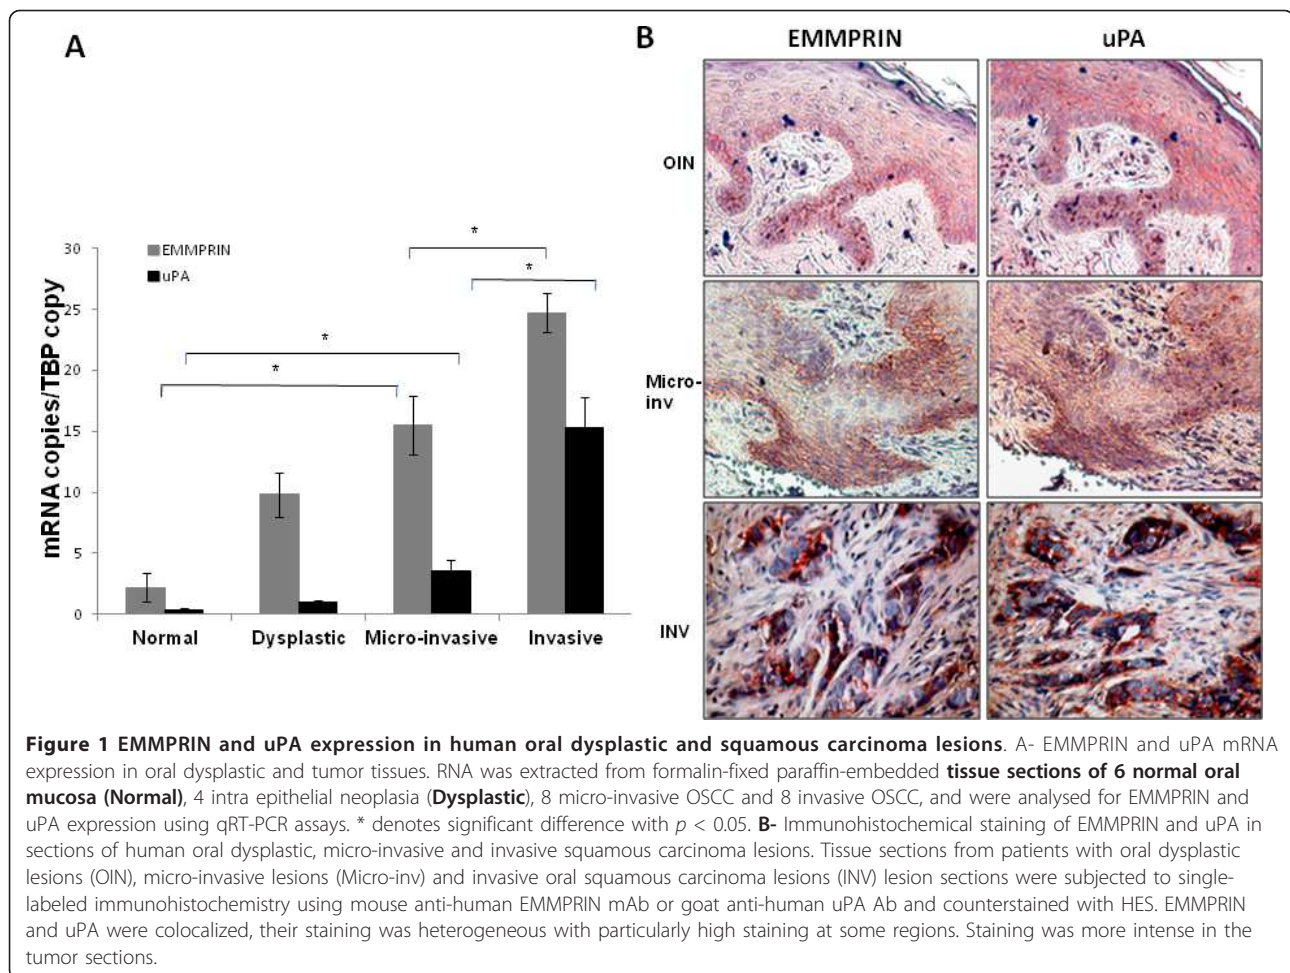 A
B
EMMPRIN
uPA
OIN
Micro-
inv
INV
mRNA copies/TBP copy
30
25
20
15
10
5
0
EMMPRIN
uPA
*
*
*
*
Normal
Dysplastic
Micro-invasive
Invasive
Figure 1 EMMPRIN and uPA expression in human oral dysplastic and squamous carcinoma lesions. A- EMMPRIN and uPA mRNA
expression in oral dysplastic and tumor tissues. RNA was extracted from formalin-fixed paraffin-embedded tissue sections of 6 normal oral
mucosa (Normal), 4 intra epithelial neoplasia (Dysplastic), 8 micro-invasive OSCC and 8 invasive OSCC, and were analysed for EMMPRIN and
uPA expression using qRT-PCR assays. * denotes significant difference with p < 0.05. B- Immunohistochemical staining of EMMPRIN and uPA in
sections of human oral dysplastic, micro-invasive and invasive squamous carcinoma lesions. Tissue sections from patients with oral dysplastic
lesions (OIN), micro-invasive lesions (Micro-inv) and invasive oral squamous carcinoma lesions (INV) lesion sections were subjected to single-
labeled immunohistochemistry using mouse anti-human EMMPRIN mAb or goat anti-human uPA Ab and counterstained with HES. EMMPRIN
and uPA were colocalized, their staining was heterogeneous with particularly high staining at some regions. Staining was more intense in the
tumor sections.